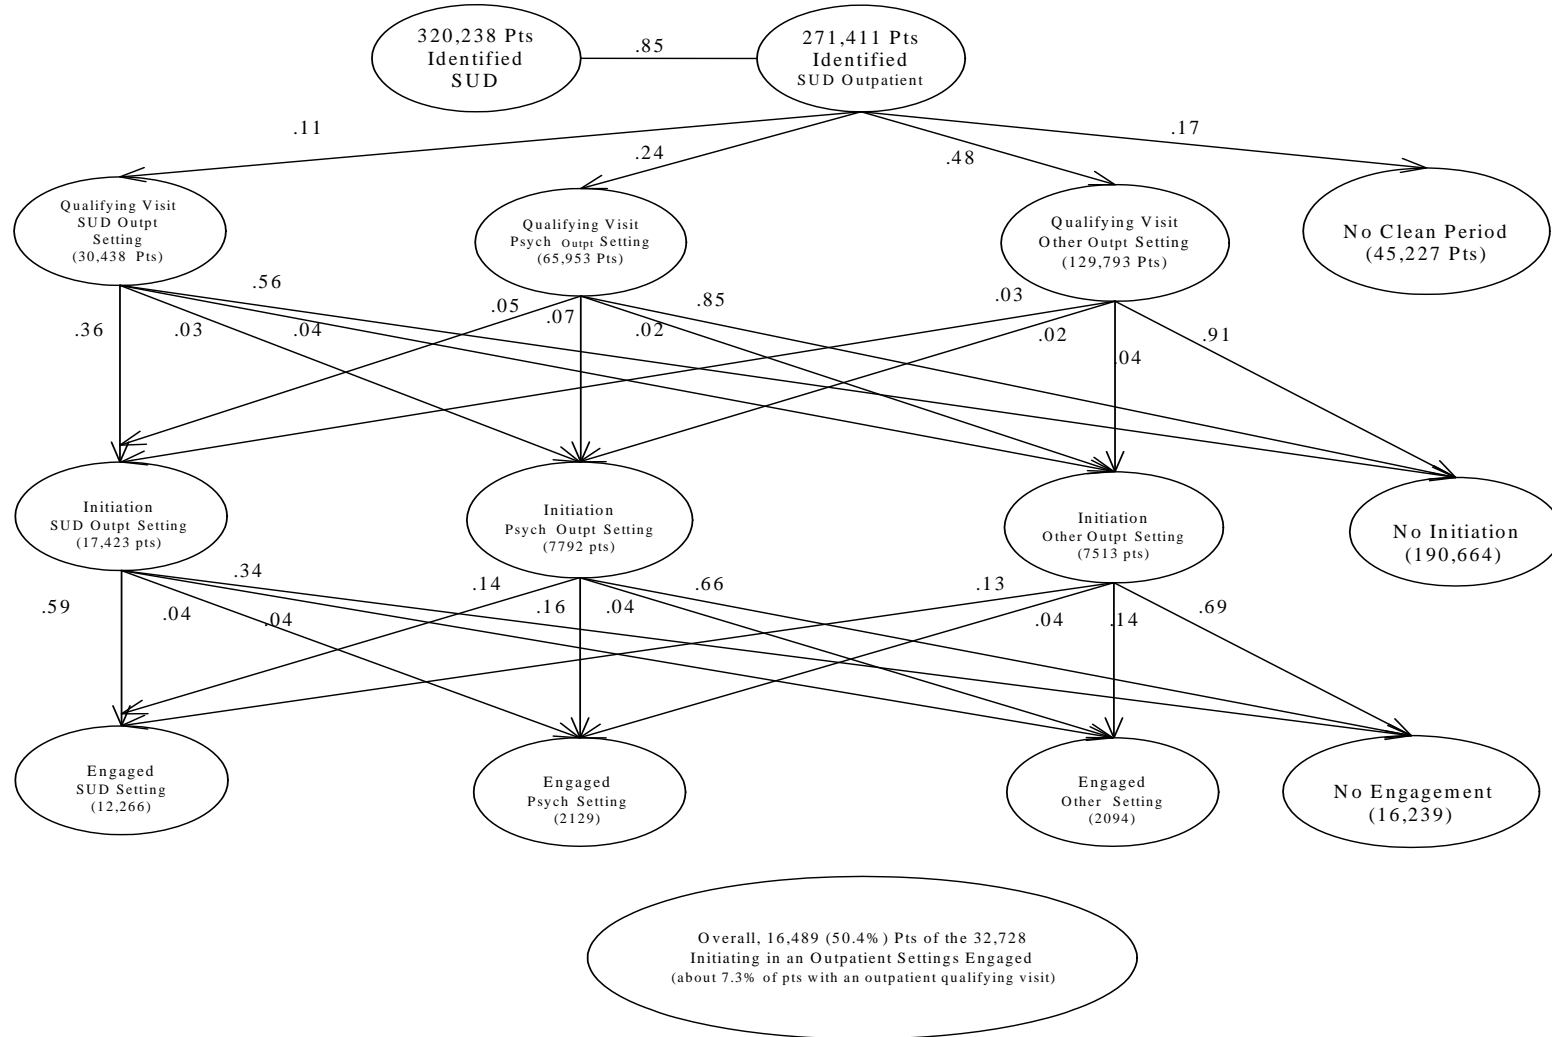 320,238 Pts
Identified
SUD
.85
271,411 Pts
Identified
SUD Outpatient
.11
.24
.48
.17
Qualifying Visit
SUD Outpt
Setting
(30,438 Pts)
Qualifying Visit
Psych Outpt Setting
(65,953 Pts)
Qualifying Visit
Other Outpt Setting
(129,793 Pts)
No Clean Period
(45,227 Pts)
.36
.03
.04
.56
.05
.07
.02
.85
.03
.02
.04
.91
Initiation
SUD Outpt Setting
(17,423 pts)
Initiation
Psych Outpt Setting
(7792 pts)
Initiation
Other Outpt Setting
(7513 pts)
No Initiation
(190,664)
.59
.04
.04
.34
.14
.16
.04
.66
.13
.04
.14
.69
Engaged
SUD Setting
(12,266)
Engaged
Psych Setting
(2129)
Engaged
Other Setting
(2094)
No Engagement
(16,239)
Overall, 16,489 (50.4%) Pts of the 32,728
Initiating in an Outpatient Settings Engaged
(about 7.3% of pts with an outpatient qualifying visit)